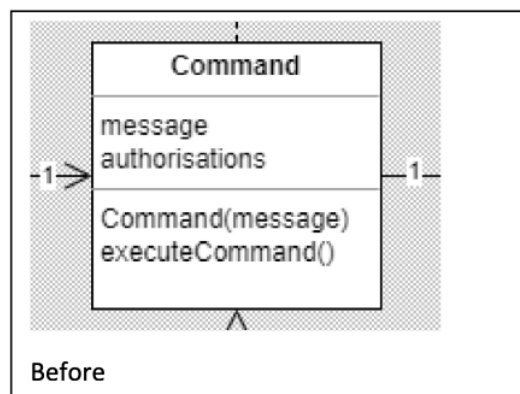 Command
message
authorisations
1
1
Command(message)
executeCommand()
Before